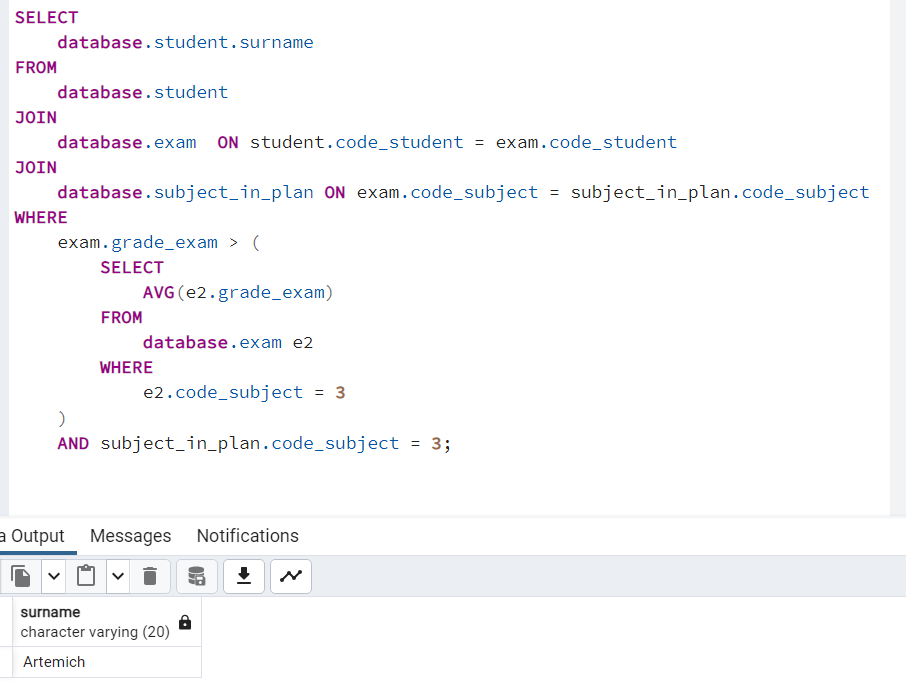 SELECT
database.student.surname
FROM
database.student
JOIN
database.exam ON student.code_student = exam.code_student
JOIN
database.subject_in_plan ON exam.code_subject = subject_in_plan.code_subject
WHERE
exam.grade_exam > (
SELECT
AVG(e2.grade_exam)
FROM
database.exam e2
WHERE
e2.code_subject = 3
)
AND subject_in_plan.code_subject = 3;
a Output Messages Notifications
surname
character varying (20)
Artemich